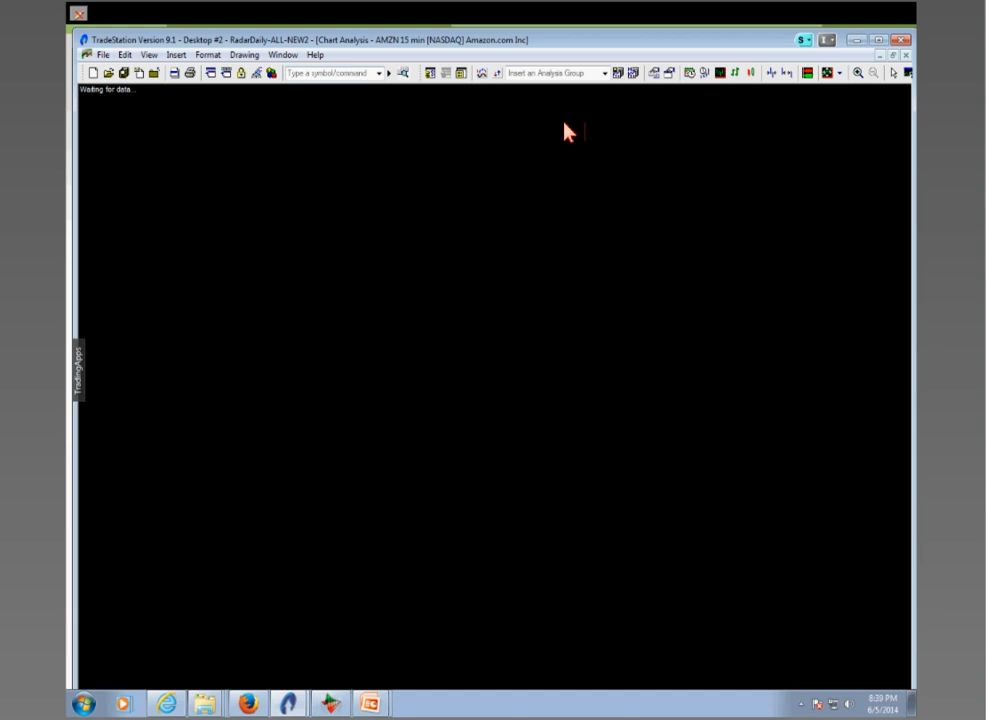 TradeStation Version 9.1 - Desktop #2 - RadarDaily-ALL-NEW2 - [Chart Analysis - AMZN 15 min [NASDAQ] Amazon.com Inc]
File Edit View Insert Format Drawing Window Help
Type a symbol/command
Insert an Analysis Group
Waiting for data...
TradingApps
8:39 PM
6/5/2014